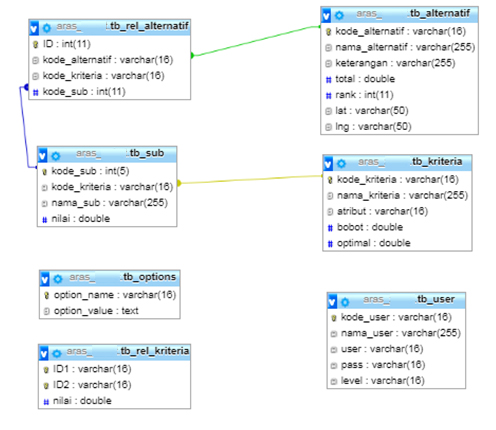 aras_ .tb_rel_alternatif
ID : int(11)
kode_alternatif : varchar(16)
kode_kriteria : varchar(16)
kode_sub : int(11)
aras_ .tb_alternatif
kode_alternatif : varchar(16)
nama_alternatif : varchar(255)
keterangan : varchar(255)
total : double
rank : int(11)
lat : varchar(50)
lng : varchar(50)
aras_ .tb_sub
kode_sub : int(5)
kode_kriteria : varchar(16)
nama_sub : varchar(255)
nilai : double
aras_ .tb_kriteria
kode_kriteria : varchar(16)
nama_kriteria : varchar(255)
atribut : varchar(16)
bobot : double
optimal : double
aras_ .tb_options
option_name : varchar(16)
option_value : text
aras_ .tb_user
kode_user : varchar(16)
nama_user : varchar(255)
user : varchar(16)
pass : varchar(16)
level : varchar(16)
aras_ .tb_rel_kriteria
ID1 : varchar(16)
ID2 : varchar(16)
nilai : double